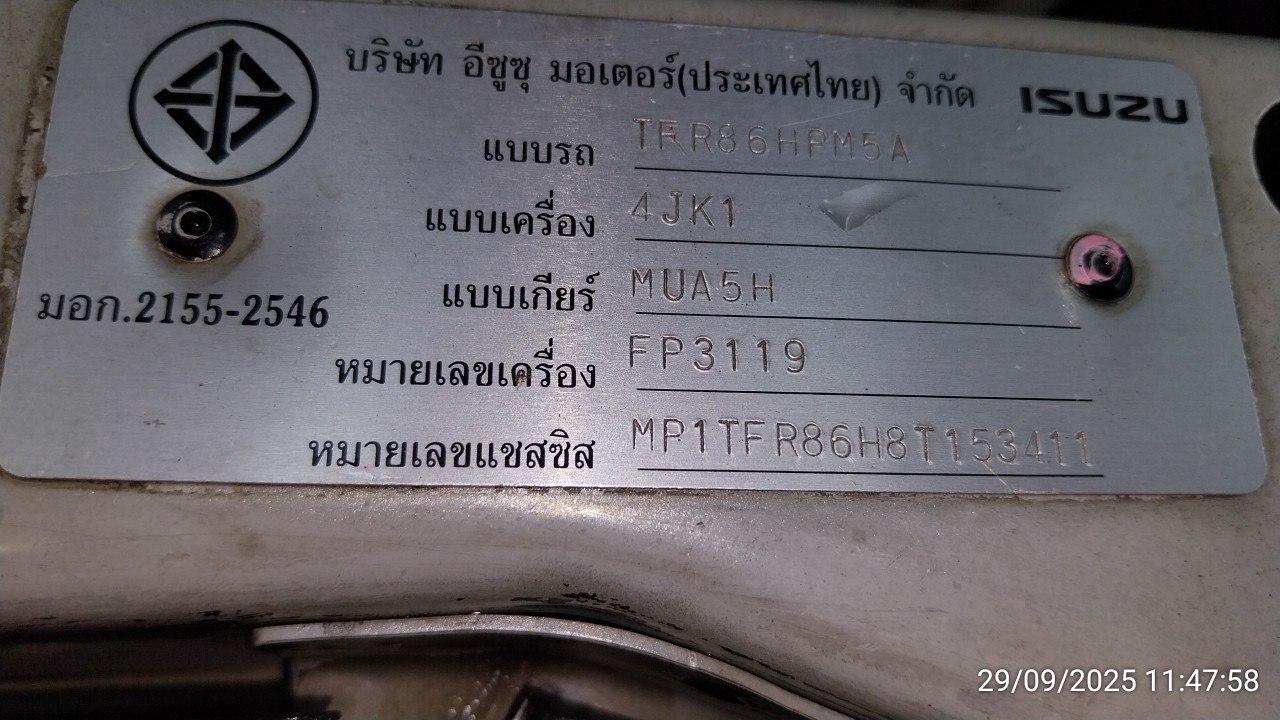 บริษัท อีซูซุ มอเตอร์(ประเทศไทย) จำกัด ISUZU
แบบรถ TFR86HPM5A
แบบเครื่อง 4JK1
แบบเกียร์ MUA5H
มอก.2155-2546
หมายเลขเครื่อง FP3119
หมายเลขแชสซิส MP1TFR86H8T153411
29/09/2025 11:47:58